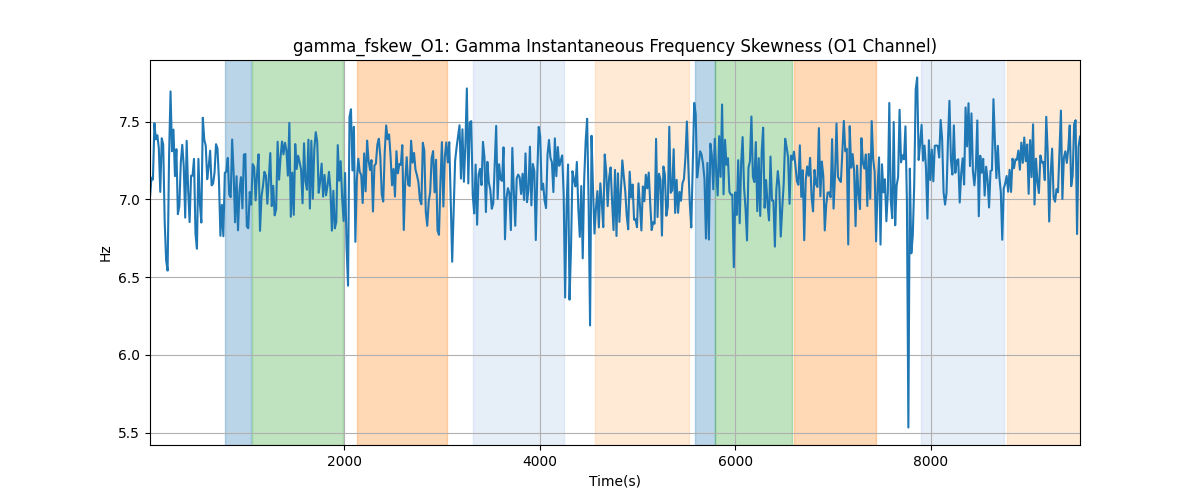 gamma_fskew_O1: Gamma Instantaneous Frequency Skewness (O1 Channel)
7.5
7.0
6.5
6.0
5.5
Hz
2000 4000 6000 8000
Time(s)